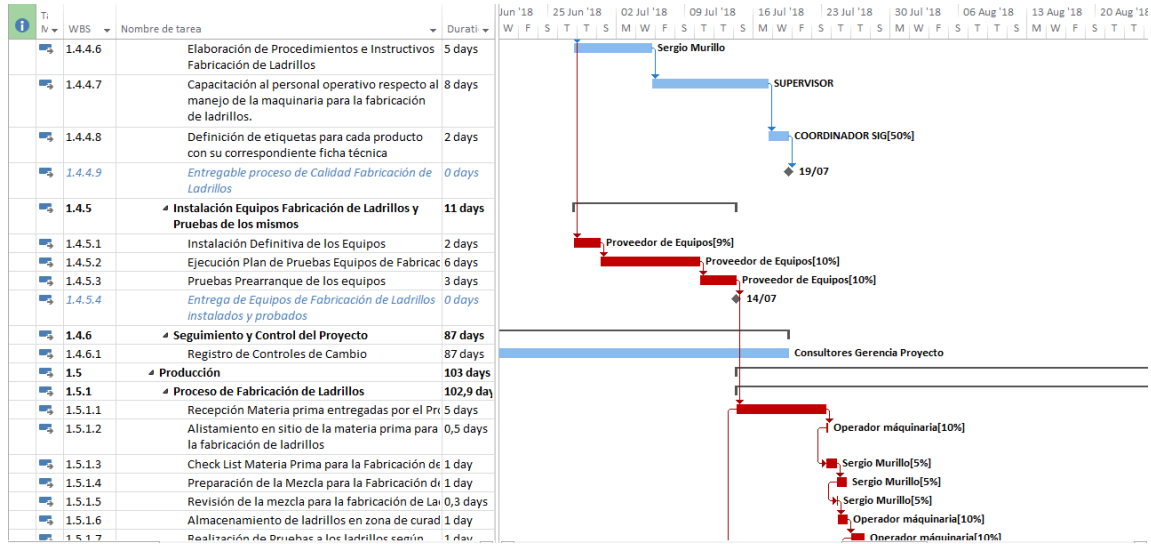 Jun '18 25 Jun '18 02 Jul '18 09 Jul '18 16 Jul '18 23 Jul '18 30 Jul '18 06 Aug '18 13 Aug '18 20 Aug '18
WBS Nombre de tarea Durati W F S T T S M W F S T T S M W F S T T S M W F S T T S M W F S T T
1.4.4.6 Elaboración de Procedimientos e Instructivos 5 days Sergio Murillo
Fabricación de Ladrillos
1.4.4.7 Capacitación al personal operativo respecto al 8 days SUPERVISOR
manejo de la maquinaria para la fabricación
de ladrillos.
1.4.4.8 Definición de etiquetas para cada producto 2 days COORDINADOR SIG[50%]
con su correspondiente ficha técnica
1.4.4.9 Entregable proceso de Calidad Fabricación de 0 days 19/07
Ladrillos
1.4.5 Instalación Equipos Fabricación de Ladrillos y 11 days
Pruebas de los mismos
1.4.5.1 Instalación Definitiva de los Equipos 2 days Proveedor de Equipos[9%]
1.4.5.2 Ejecución Plan de Pruebas Equipos de Fabricac 6 days Proveedor de Equipos[10%]
1.4.5.3 Pruebas Prearranque de los equipos 3 days Proveedor de Equipos[10%]
1.4.5.4 Entrega de Equipos de Fabricación de Ladrillos 0 days 14/07
instalados y probados
1.4.6 Seguimiento y Control del Proyecto 87 days
1.4.6.1 Registro de Controles de Cambio 87 days Consultores Gerencia Proyecto
1.5 Producción 103 days
1.5.1 Proceso de Fabricación de Ladrillos 102,9 day
1.5.1.1 Recepción Materia prima entregadas por el Pro 5 days
1.5.1.2 Alistamiento en sitio de la materia prima para 0,5 days Operador máquinaria[10%]
la fabricación de ladrillos
1.5.1.3 Check List Materia Prima para la Fabricación de 1 day Sergio Murillo[5%]
1.5.1.4 Preparación de la Mezcla para la Fabricación de 1 day Sergio Murillo[5%]
1.5.1.5 Revisión de la mezcla para la fabricación de La 0,3 days Sergio Murillo[5%]
1.5.1.6 Almacenamiento de ladrillos en zona de curad 1 day Operador máquinaria[10%]
1.5.1.7 Realización de Pruebas a los ladrillos según 1 day Operador máquinaria[10%]